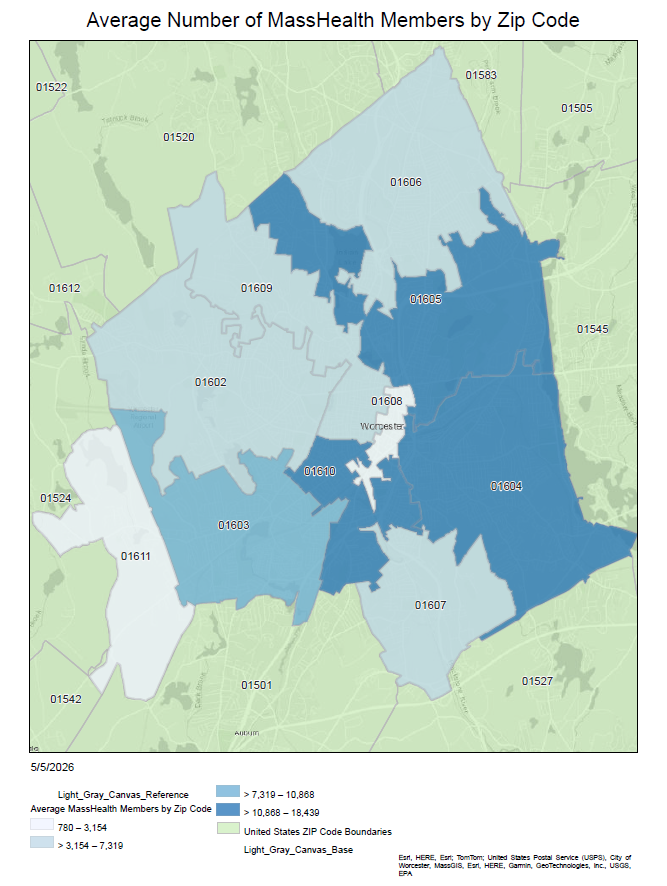 Average Number of MassHealth Members by Zip Code
01583
01522
01505
01520
01606
01612
01609
01605
01545
01602
01608
Worcester
01610
01524
01604
01603
01611
01607
01501
01527
01542
Auburn
5/5/2026
Light_Gray_Canvas_Reference
Average MassHealth Members by Zip Code
780 – 3,154
> 3,154 – 7,319
> 7,319 – 10,868
> 10,868 – 18,439
United States ZIP Code Boundaries
Light_Gray_Canvas_Base
Esri, HERE, Esri; TomTom; United States Postal Service (USPS), City of
Worcester, MassGIS, Esri, HERE, Garmin, GeoTechnologies, Inc., USGS,
EPA